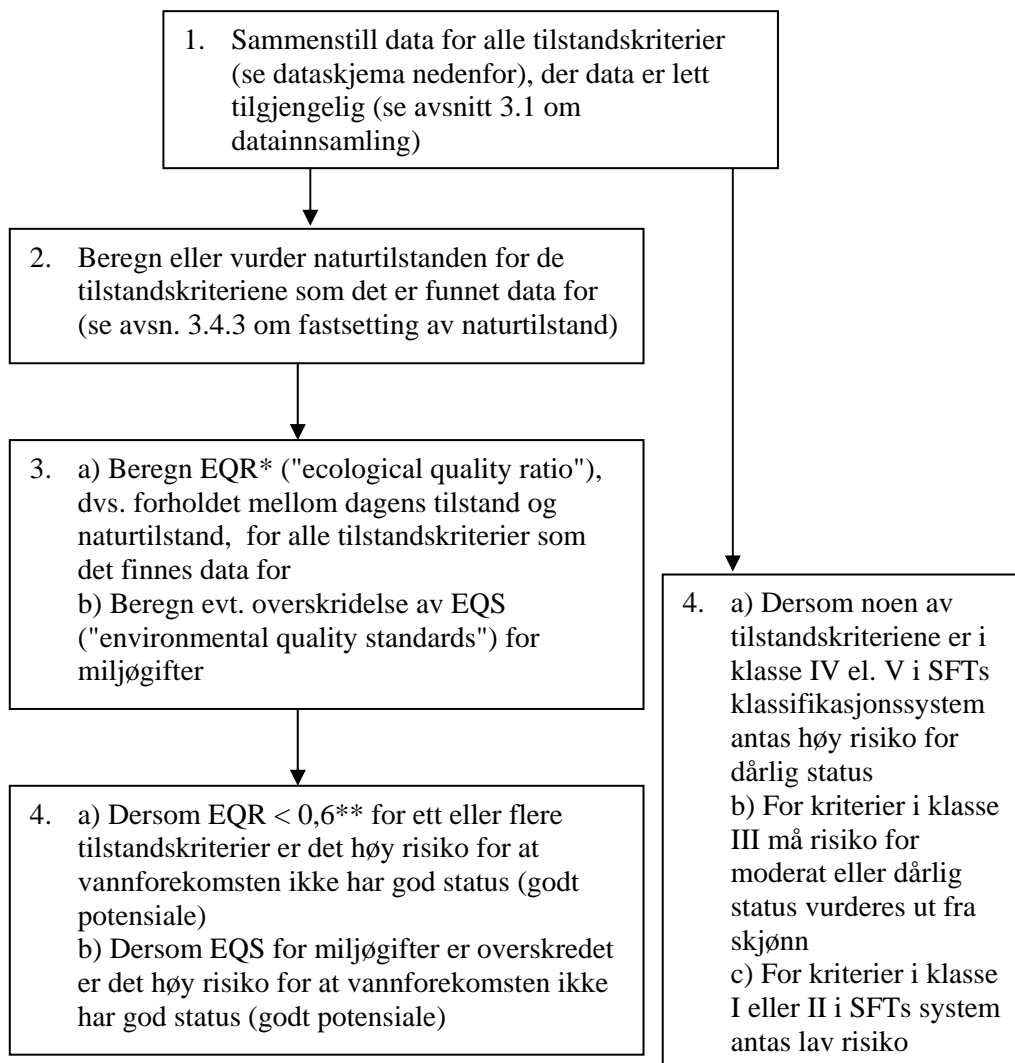 1. Sammenstill data for alle tilstandskriterier
(se dataskjema nedenfor), der data er lett
tilgjengelig (se avsnitt 3.1 om
datainnsamling)
2. Beregn eller vurder naturtilstanden for de
tilstandskriteriene som det er funnet data for
(se avsn. 3.4.3 om fastsetting av naturtilstand)
3. a) Beregn EQR* ("ecological quality ratio"),
dvs. forholdet mellom dagens tilstand og
naturtilstand, for alle tilstandskriterier som
det finnes data for
b) Beregn evt. overskridelse av EQS
("environmental quality standards") for
miljøgifter
4. a) Dersom EQR < 0,6** for ett eller flere
tilstandskriterier er det høy risiko for at
vannforekomsten ikke har god status (godt
potensiale)
b) Dersom EQS for miljøgifter er overskredet
er det høy risiko for at vannforekomsten ikke
har god status (godt potensiale)
4. a) Dersom noen av
tilstandskriteriene er i
klasse IV el. V i SFTs
klassifikasjonssystem
antas høy risiko for
dårlig status
b) For kriterier i klasse
III må risiko for
moderat eller dårlig
status vurderes ut fra
skjønn
c) For kriterier i klasse
I eller II i SFTs system
antas lav risiko